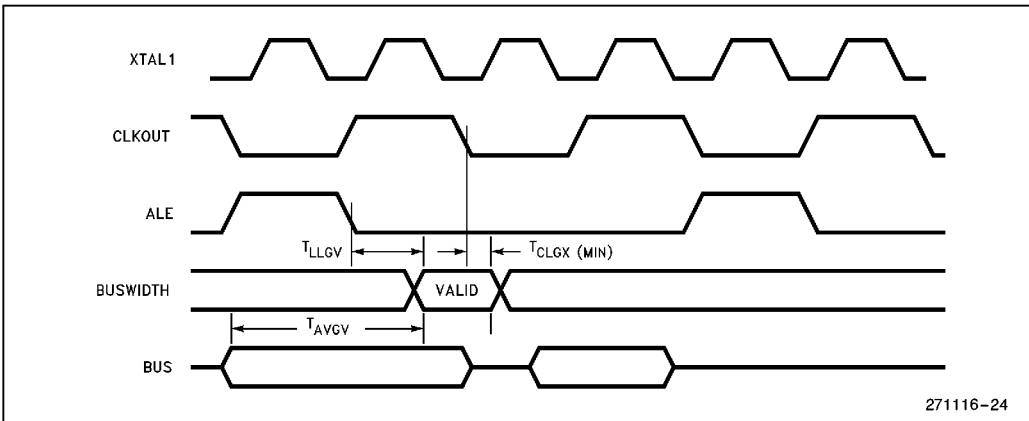 XTAL1
CLKOUT
ALE
TLLGV
TCLGX (MIN)
BUSWIDTH
VALID
TAVGV
BUS
271116-24